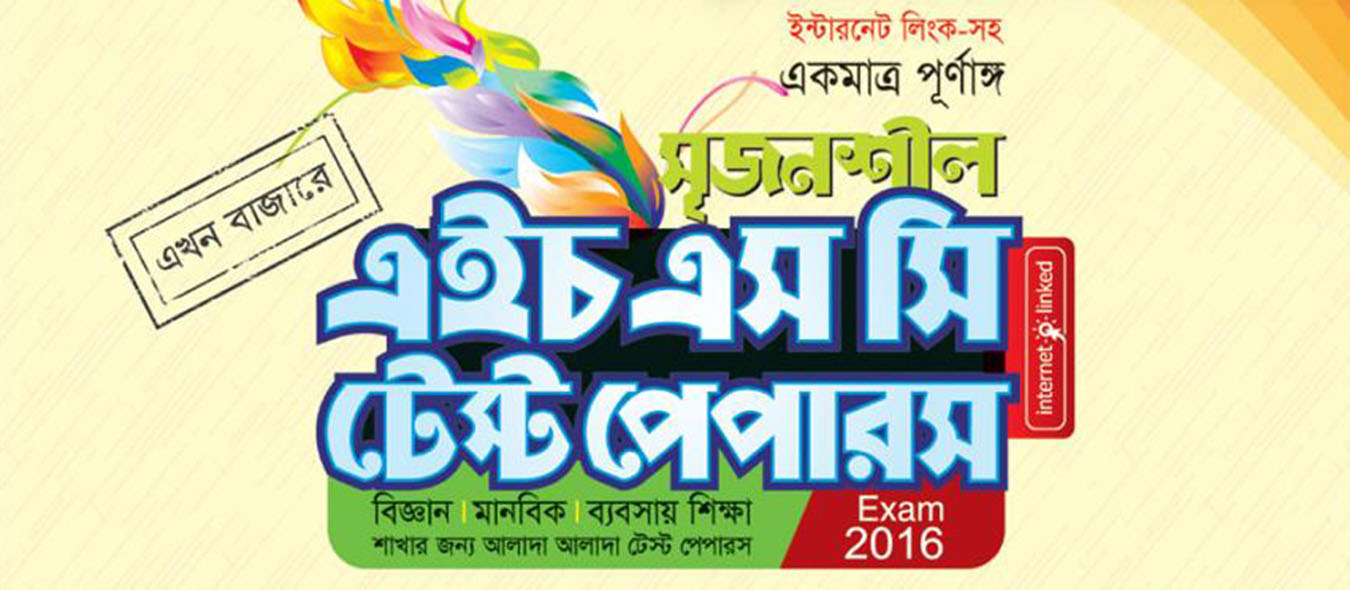 ইন্টারনেট লিংক-সহ
একমাত্র পূর্ণাঙ্গ
সৃজনশীল
এখন বাজারে
এইচ এস সি
টেস্ট পেপারস
internet linked
বিজ্ঞান | মানবিক | ব্যবসায় শিক্ষা
শাখার জন্য আলাদা আলাদা টেস্ট পেপারস
Exam
2016